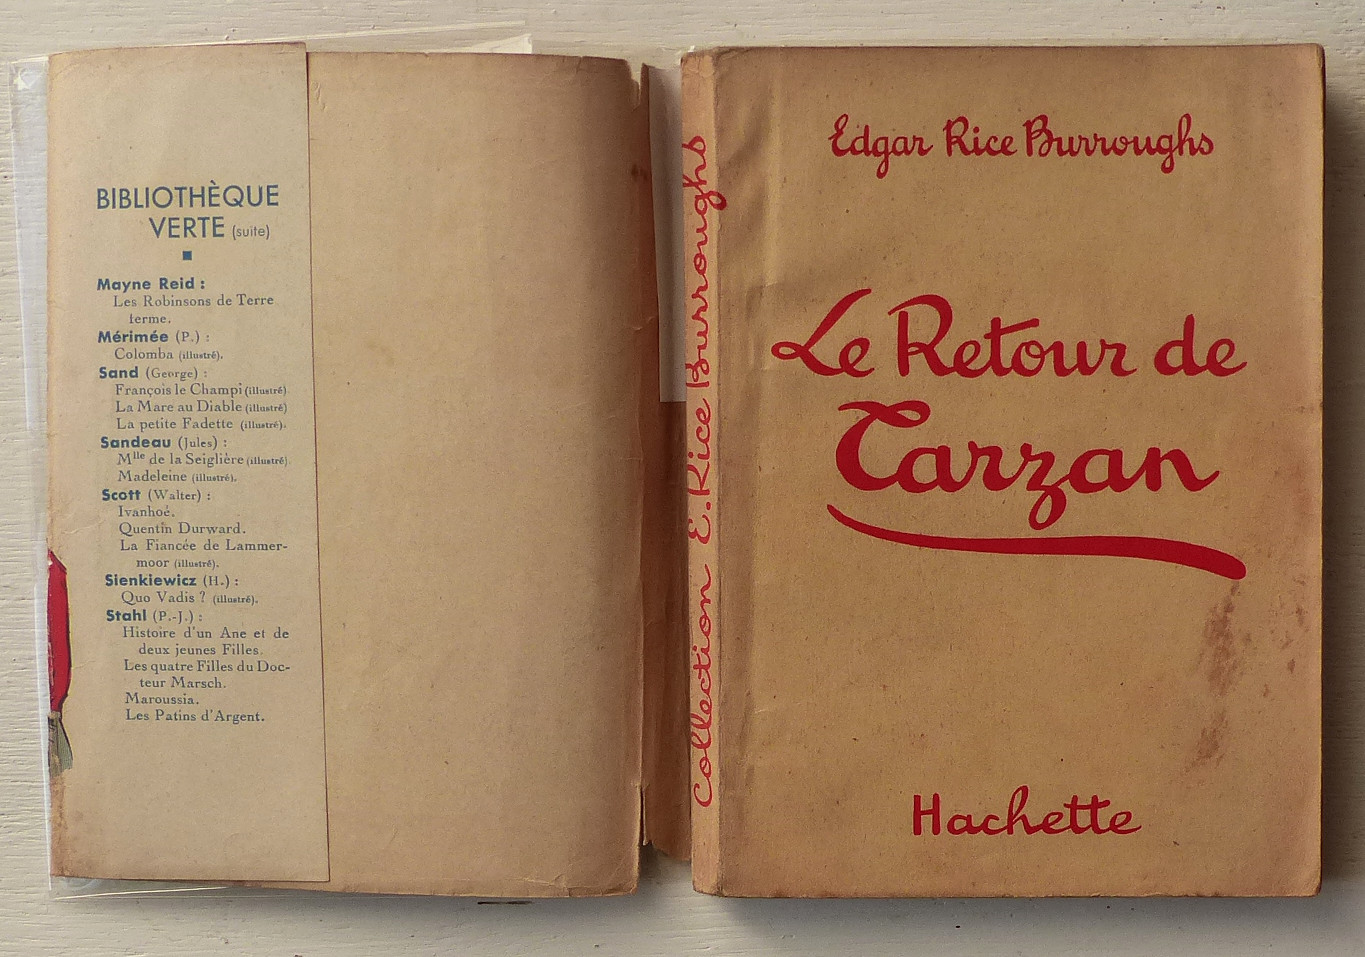 BIBLIOTHÈQUE
VERTE (suite)
Mayne Reid :
Les Robinsons de Terre
ferme.
Mérimée (P.) :
Colomba (illustré).
Sand (George) :
François le Champi (illustré)
La Mare au Diable (illustré)
La petite Fadette (illustré).
Sandeau (Jules) :
Mlle de la Seiglière (illustré)
Madeleine (illustré).
Scott (Walter) :
Ivanhoé.
Quentin Durward.
La Fiancée de Lammer-
moor (illustré).
Sienkiewicz (H.) :
Quo Vadis ? (illustré).
Stahl (P.-J.) :
Histoire d'un Ane et de
deux jeunes Filles.
Les quatre Filles du Doc-
teur Marsch.
Maroussia.
Les Patins d'Argent.
Collection E. Rice Burroughs
Edgar Rice Burroughs
Le Retour de
Tarzan
Hachette